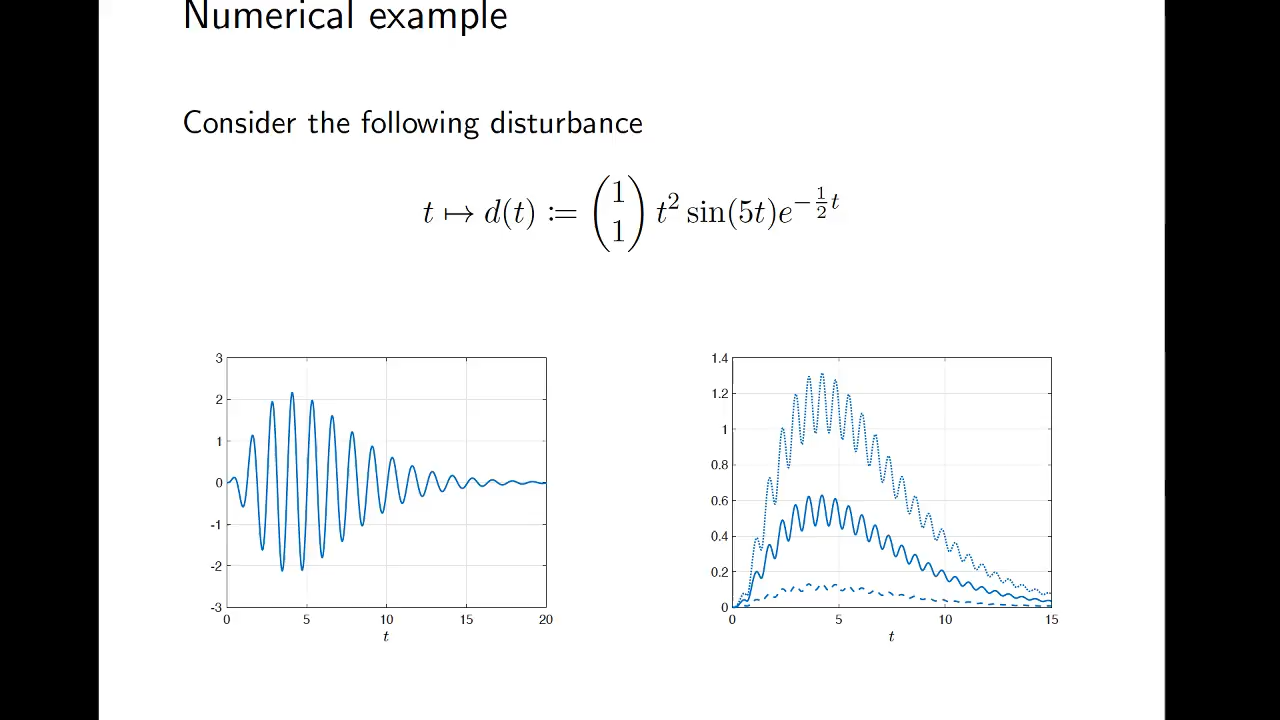 Numerical example
Consider the following disturbance
t ↦ d(t) := (1 1) t² sin(5t)e^{-\frac{1}{2}t}
3
2
1
0
-1
-2
-3
0 5 10 15 20
t
1.4
1.2
1
0.8
0.6
0.4
0.2
0
0 5 10 15
t